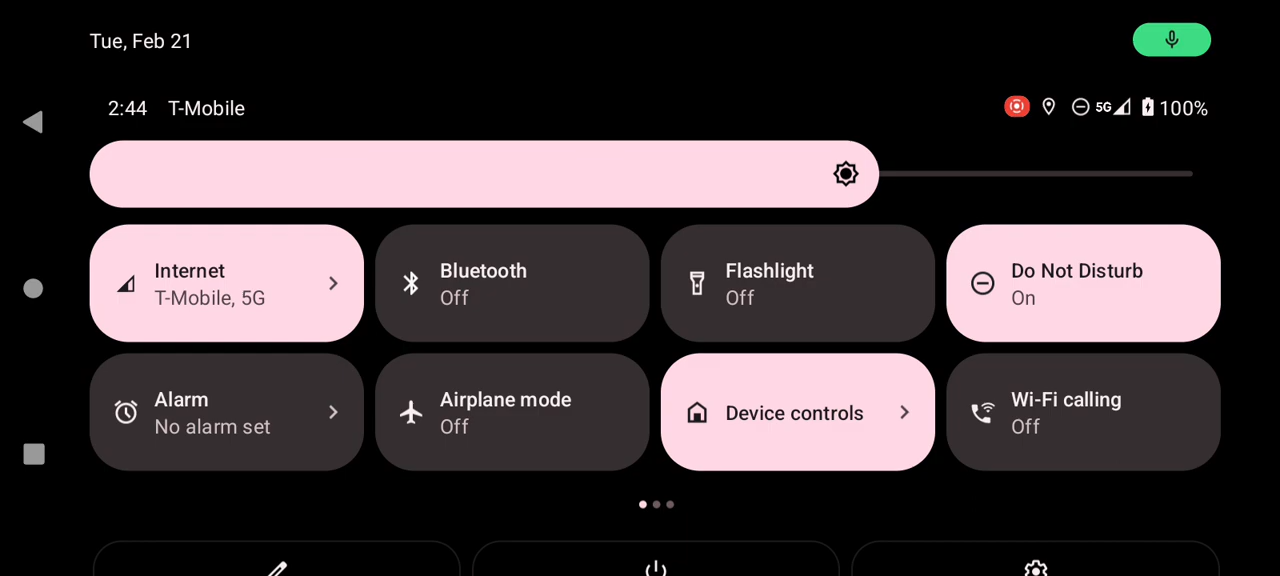 Tue, Feb 21
2:44 T-Mobile 5G 100%
Internet
T-Mobile, 5G
Bluetooth
Off
Flashlight
Off
Do Not Disturb
On
Alarm
No alarm set
Airplane mode
Off
Device controls
Wi-Fi calling
Off